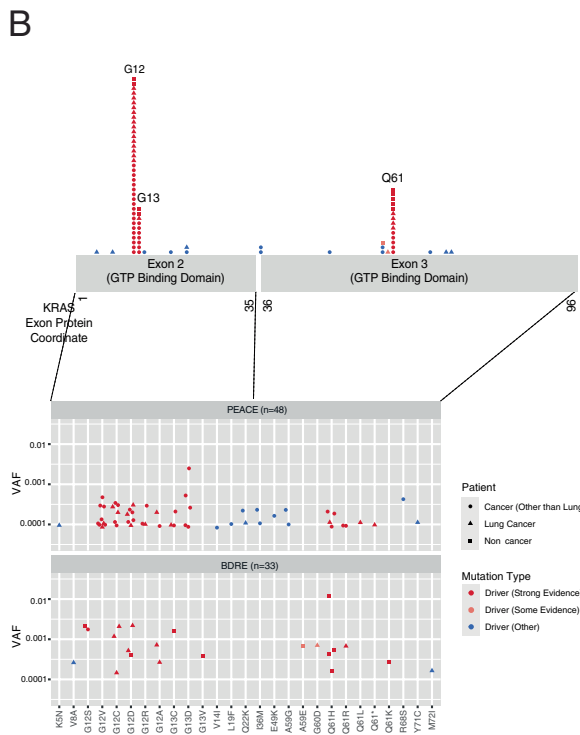 B
G12
G13
Q61
Exon 2
(GTP Binding Domain)
Exon 3
(GTP Binding Domain)
KRAS
Exon Protein
Coordinate
1
35
36
96
PEACE (n=48)
VAF
0.01
0.001
0.0001
Patient
Cancer (Other than Lung
Lung Cancer
Non cancer
Mutation Type
Driver (Strong Evidence
Driver (Some Evidence)
Driver (Other)
BDRE (n=33)
VAF
0.01
0.001
0.0001
K5N
V8A
G12S
G12V
G12C
G12D
G12R
G12A
G13C
G13D
G13V
V14I
L19F
Q22K
I36M
E49K
A59G
A59E
G60D
Q61H
Q61R
Q61L
Q61*
Q61K
R68S
Y71C
M72I